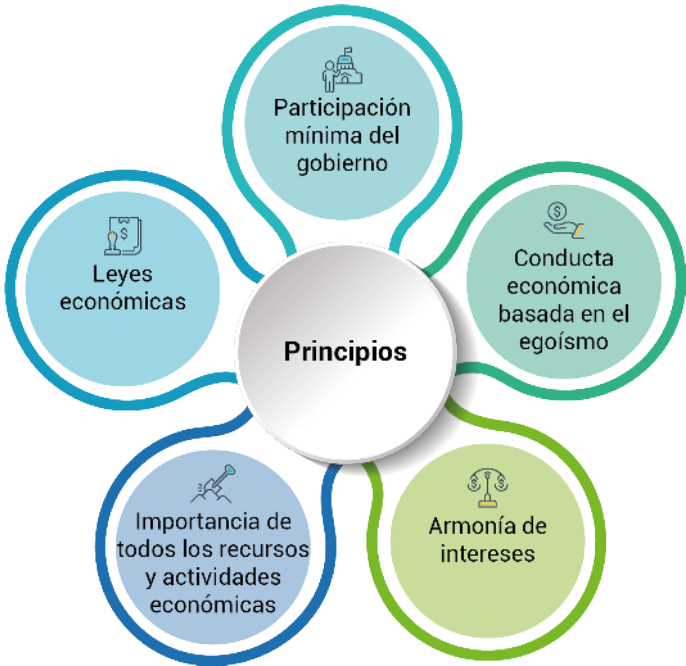 Participación
mínima del
gobierno
Conducta
económica
basada en el
egoísmo
Armonía de
intereses
Importancia de
todos los recursos
y actividades
económicas
Leyes
económicas
Principios